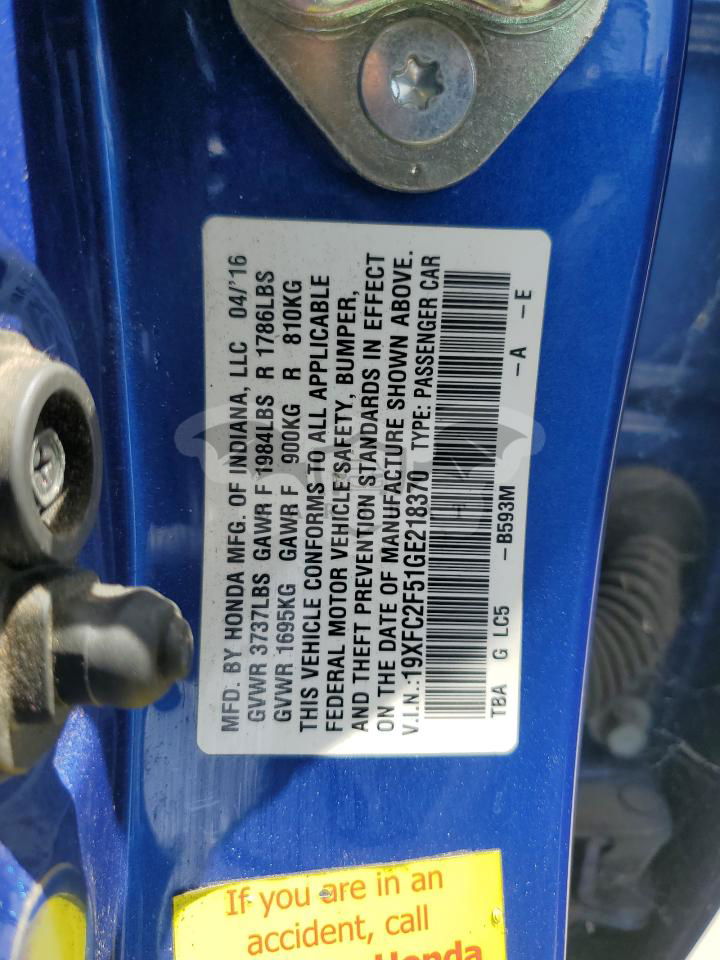 MFD. BY HONDA MFG. OF INDIANA, LLC 04/'16
GVWR 3737LBS GAWR F 1984LBS R 1786LBS
GVWR 1695KG GAWR F 900KG R 810KG
THIS VEHICLE CONFORMS TO ALL APPLICABLE
FEDERAL MOTOR VEHICLE SAFETY, BUMPER,
AND THEFT PREVENTION STANDARDS IN EFFECT
ON THE DATE OF MANUFACTURE SHOWN ABOVE.
V.I.N.:19XFC2F51GE218370 TYPE: PASSENGER CAR
TBA G LC5 -B593M -A -E
If you are in an
accident, call
Honda